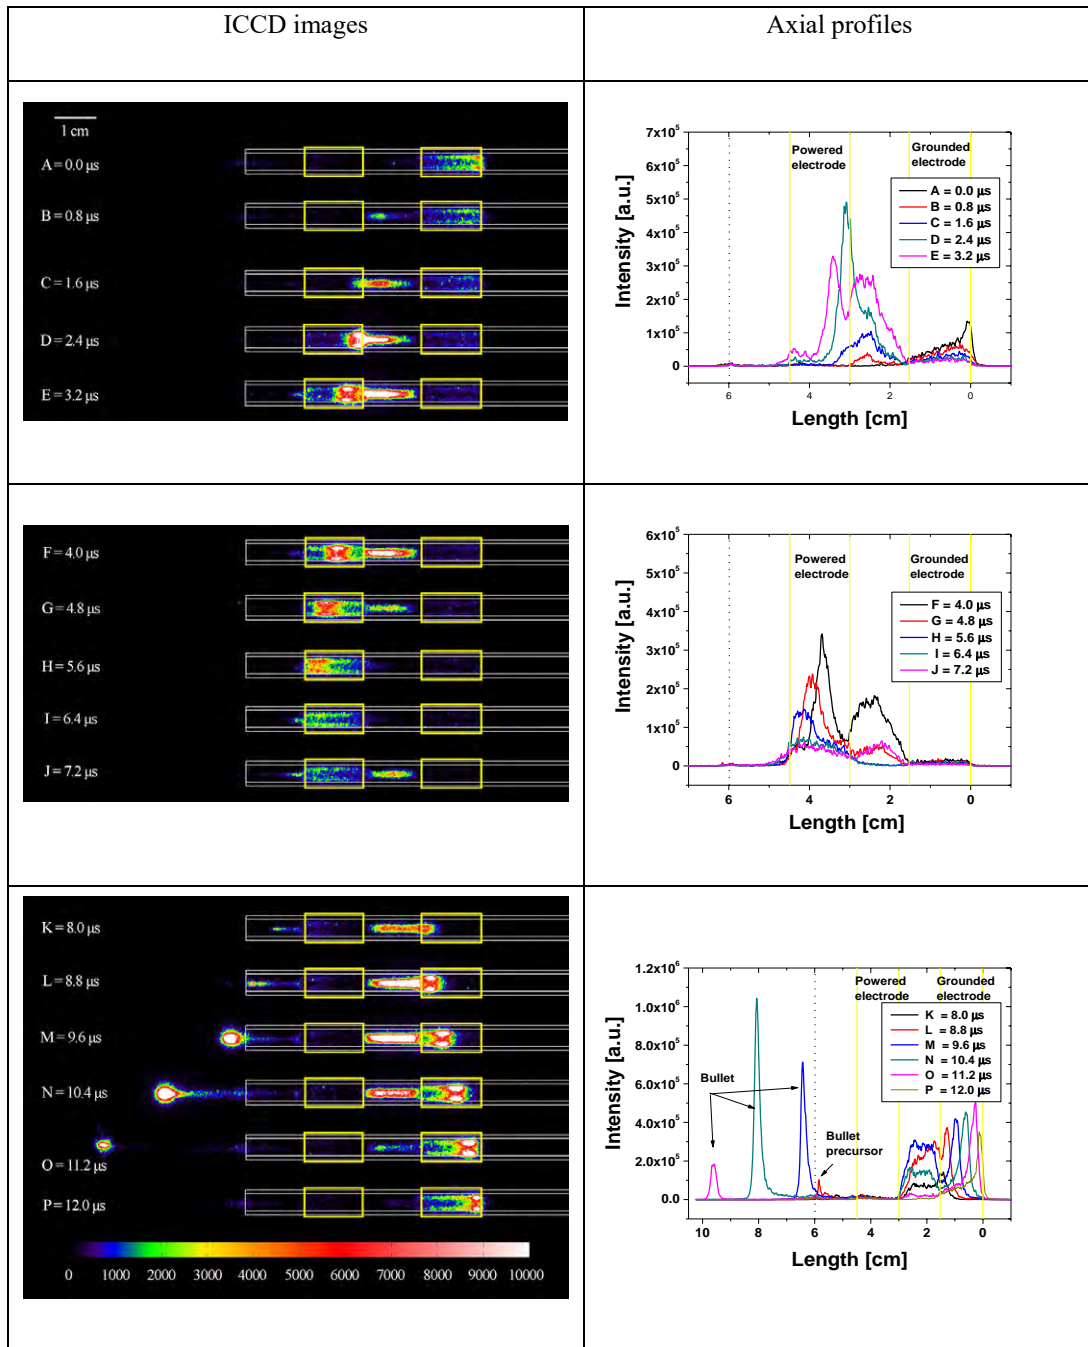 ICCD images
Axial profiles
1 cm
A = 0.0 µs
B = 0.8 µs
C = 1.6 µs
D = 2.4 µs
E = 3.2 µs
7x10⁵
6x10⁵
5x10⁵
4x10⁵
3x10⁵
2x10⁵
1x10⁵
0
Intensity [a.u.]
Powered
electrode
Grounded
electrode
A = 0.0 µs
B = 0.8 µs
C = 1.6 µs
D = 2.4 µs
E = 3.2 µs
6 4 2 0
Length [cm]
F = 4.0 µs
G = 4.8 µs
H = 5.6 µs
I = 6.4 µs
J = 7.2 µs
6x10⁵
5x10⁵
4x10⁵
3x10⁵
2x10⁵
1x10⁵
0
Intensity [a.u.]
Powered
electrode
Grounded
electrode
F = 4.0 µs
G = 4.8 µs
H = 5.6 µs
I = 6.4 µs
J = 7.2 µs
6 4 2 0
Length [cm]
K = 8.0 µs
L = 8.8 µs
M = 9.6 µs
N = 10.4 µs
O = 11.2 µs
P = 12.0 µs
0 1000 2000 3000 4000 5000 6000 7000 8000 9000 10000
1.2x10⁶
1.0x10⁶
8.0x10⁵
6.0x10⁵
4.0x10⁵
2.0x10⁵
0.0
Intensity [a.u.]
Powered
electrode
Grounded
electrode
K = 8.0 µs
L = 8.8 µs
M = 9.6 µs
N = 10.4 µs
O = 11.2 µs
P = 12.0 µs
Bullet
Bullet
precursor
10 8 6 4 2 0
Length [cm]